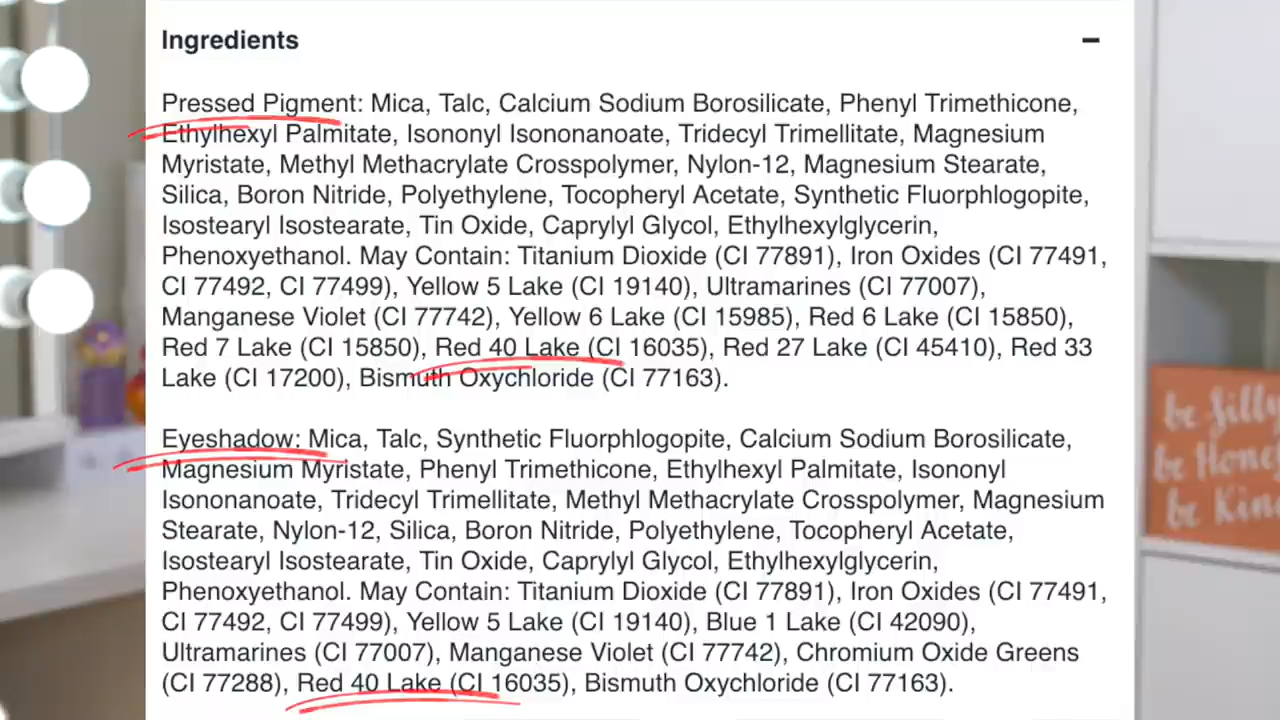 Ingredients
Pressed Pigment: Mica, Talc, Calcium Sodium Borosilicate, Phenyl Trimethicone,
Ethylhexyl Palmitate, Isononyl Isononanoate, Tridecyl Trimellitate, Magnesium
Myristate, Methyl Methacrylate Crosspolymer, Nylon-12, Magnesium Stearate,
Silica, Boron Nitride, Polyethylene, Tocopheryl Acetate, Synthetic Fluorphlogopite,
Isostearyl Isostearate, Tin Oxide, Caprylyl Glycol, Ethylhexylglycerin,
Phenoxyethanol. May Contain: Titanium Dioxide (CI 77891), Iron Oxides (CI 77491,
CI 77492, CI 77499), Yellow 5 Lake (CI 19140), Ultramarines (CI 77007),
Manganese Violet (CI 77742), Yellow 6 Lake (CI 15985), Red 6 Lake (CI 15850),
Red 7 Lake (CI 15850), Red 40 Lake (CI 16035), Red 27 Lake (CI 45410), Red 33
Lake (CI 17200), Bismuth Oxychloride (CI 77163).
Eyeshadow: Mica, Talc, Synthetic Fluorphlogopite, Calcium Sodium Borosilicate,
Magnesium Myristate, Phenyl Trimethicone, Ethylhexyl Palmitate, Isononyl
Isononanoate, Tridecyl Trimellitate, Methyl Methacrylate Crosspolymer, Magnesium
Stearate, Nylon-12, Silica, Boron Nitride, Polyethylene, Tocopheryl Acetate,
Isostearyl Isostearate, Tin Oxide, Caprylyl Glycol, Ethylhexylglycerin,
Phenoxyethanol. May Contain: Titanium Dioxide (CI 77891), Iron Oxides (CI 77491,
CI 77492, CI 77499), Yellow 5 Lake (CI 19140), Blue 1 Lake (CI 42090),
Ultramarines (CI 77007), Manganese Violet (CI 77742), Chromium Oxide Greens
(CI 77288), Red 40 Lake (CI 16035), Bismuth Oxychloride (CI 77163).
be
be
be